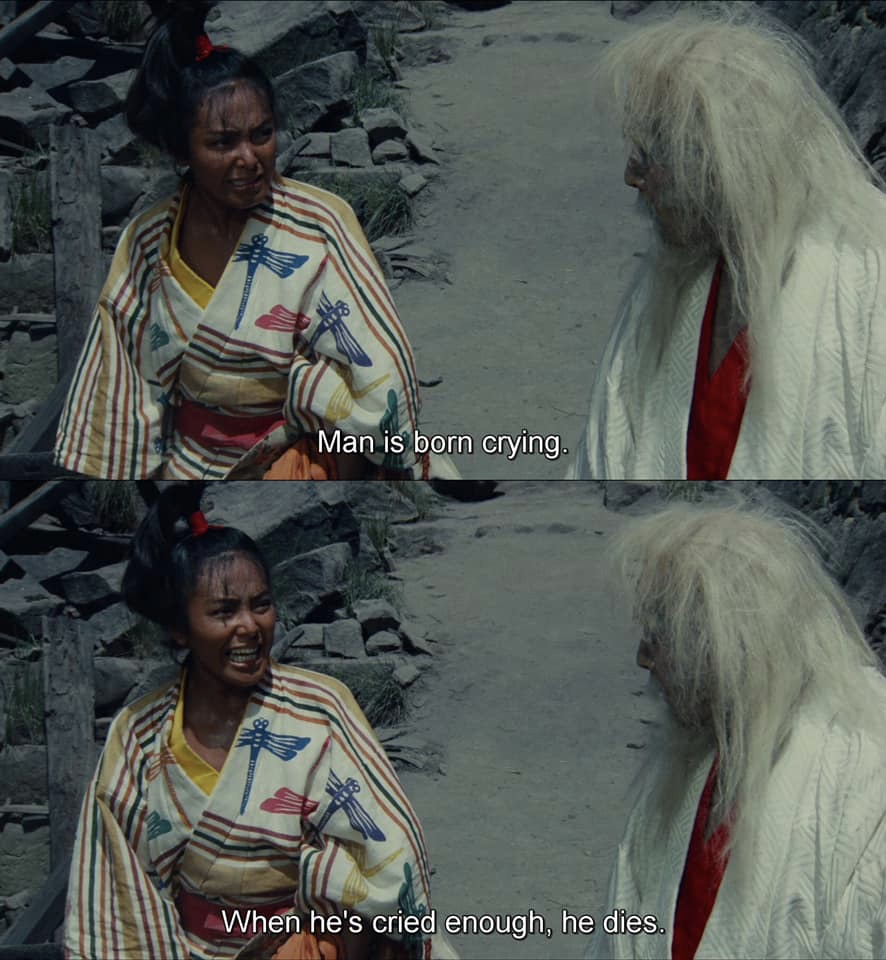 Man is born crying.
When he's cried enough, he dies.